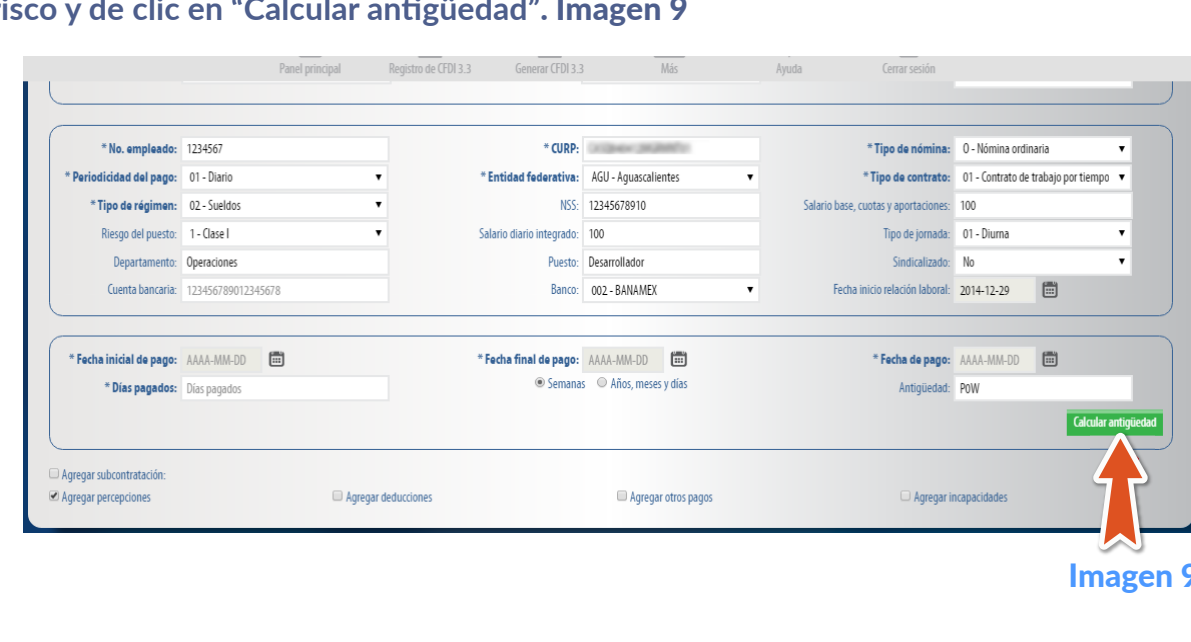 risco y de clic en “Calcular antigüedad”. Imagen 9
Panel principal Registro de CFDI 3.3 Generar CFDI 3.3 Más Ayuda Cerrar sesión
* No. empleado: 1234567 * CURP: * Tipo de nómina: O - Nómina ordinaria
* Periodicidad del pago: 01 - Diario * Entidad federativa: AGU - Aguascalientes * Tipo de contrato: 01 - Contrato de trabajo por tiempo
* Tipo de régimen: 02 - Sueldos NSS: 12345678910 Salario base, cuotas y aportaciones: 100
Riesgo del puesto: 1 - Clase I Salario diario integrado: 100 Tipo de jornada: 01 - Diurna
Departamento: Operaciones Puesto: Desarrollador Sindicalizado: No
Cuenta bancaria: 123456789012345678 Banco: 002 - BANAMEX Fecha inicio relación laboral: 2014-12-29
* Fecha inicial de pago: AAAA-MM-DD * Fecha final de pago: AAAA-MM-DD * Fecha de pago: AAAA-MM-DD
* Días pagados: Días pagados Semanas Años, meses y días Antigüedad: P0W
Calcular antigüedad
Agregar subcontratación:
Agregar percepciones Agregar deducciones Agregar otros pagos Agregar incapacidades
Imagen 9